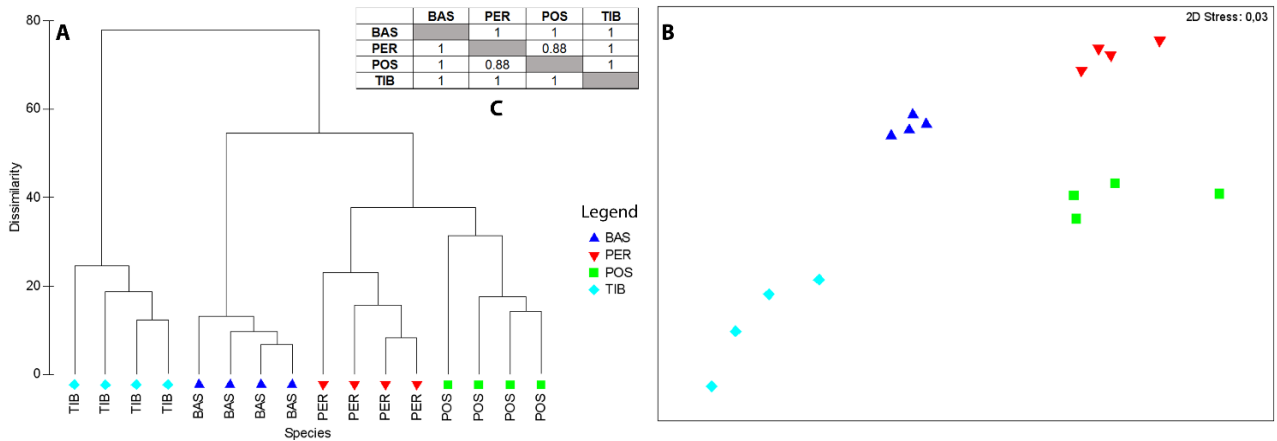 A
80
60
40
20
0
Dissimilarity
TIB TIB TIB TIB BAS BAS BAS BAS PER PER PER PER POS POS POS POS
Species
BAS PER POS TIB
BAS 1 1 1
PER 1 0.88 1
POS 1 0.88 1
TIB 1 1 1
C
Legend
BAS
PER
POS
TIB
B
2D Stress: 0,03